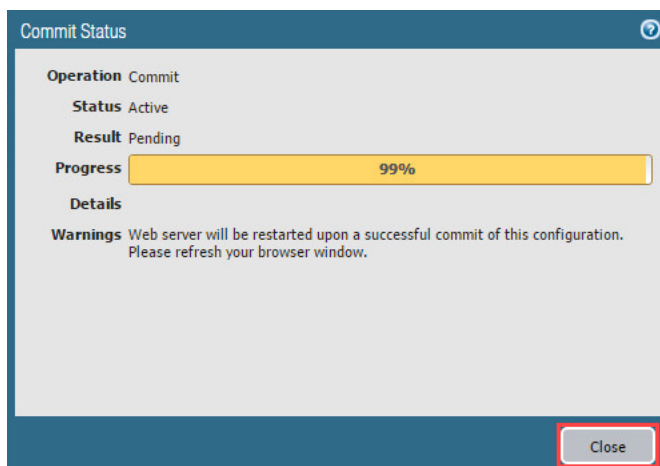 Commit Status
Operation Commit
Status Active
Result Pending
Progress 99%
Details
Warnings Web server will be restarted upon a successful commit of this configuration.
Please refresh your browser window.
Close